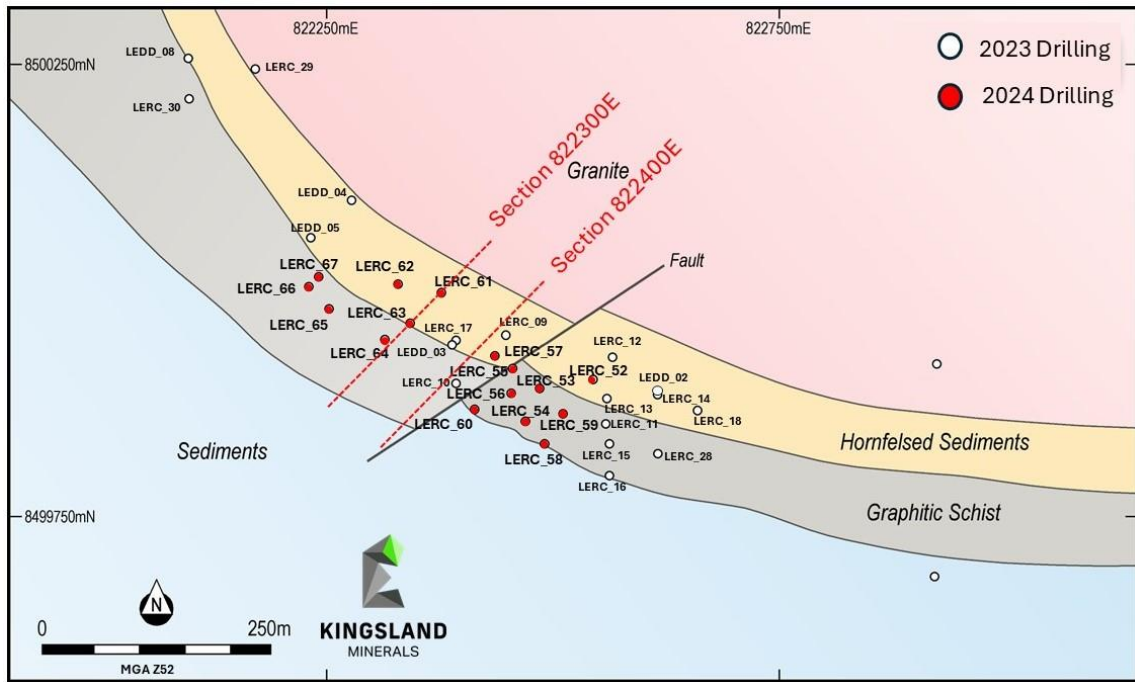 822250mE
822750mE
8500250mN
2023 Drilling
2024 Drilling
LEDD_08
LERC_29
LERC_30
Section 822300E
Section 822400E
Granite
LEDD_04
LEDD_05
Fault
LERC_67
LERC_62
LERC_66
LERC_61
LERC_65
LERC_63
LERC_17
LERC_09
LERC_64
LEDD_03
LERC_57
LERC_12
LERC_55
LERC_53
LERC_52
LERC_10
LEDD_02
LERC_56
LERC_14
LERC_54
LERC_13
LERC_18
LERC_60
LERC_59
LERC_11
Hornfelsed Sediments
Sediments
LERC_58
LERC_15
LERC_28
LERC_16
Graphitic Schist
8499750mN
N
0 250m
MGA Z52
KINGSLAND
MINERALS